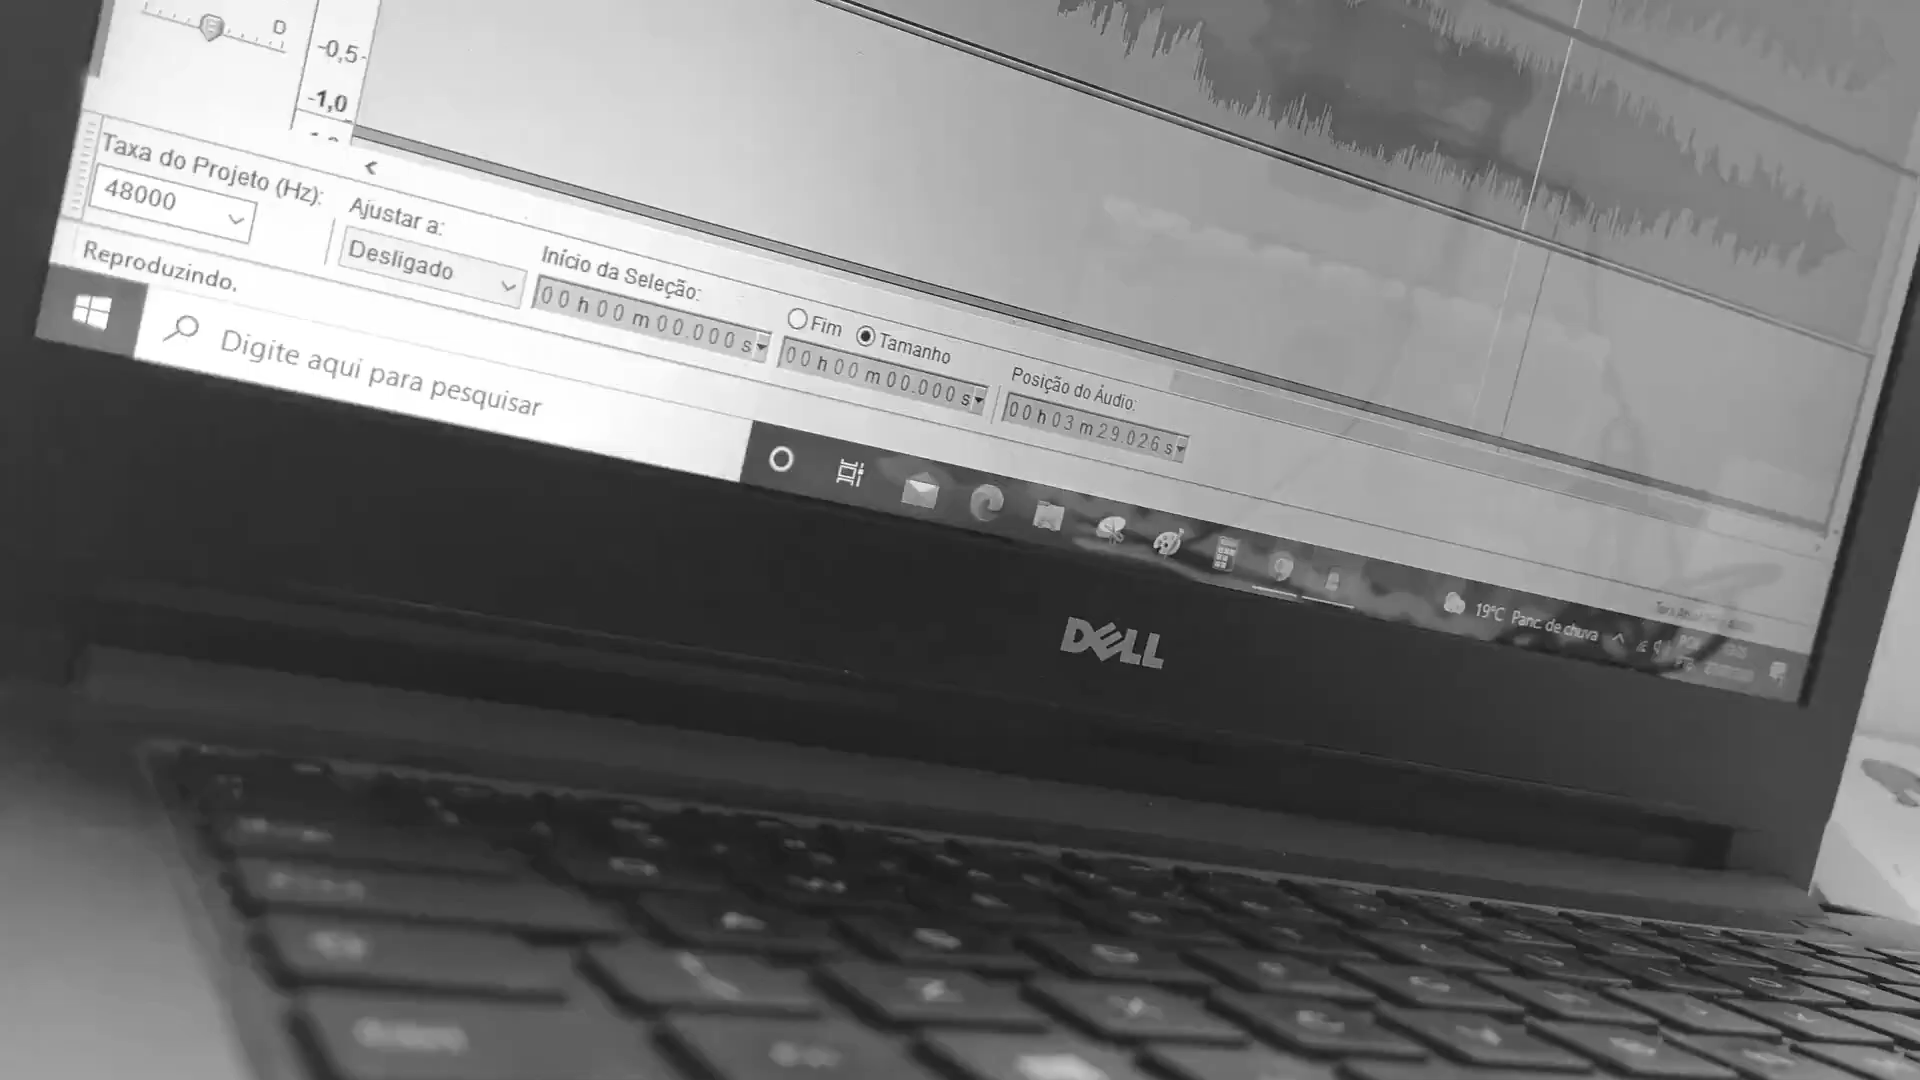 D
-0,5
-1,0
Taxa do Projeto (Hz):
48000
Ajustar a:
Desligado
Início da Seleção:
00 h 00 m 00.000 s
Fim
Tamanho
00 h 00 m 00.000 s
Posição do Áudio:
00 h 03 m 29.026 s
Reproduzindo.
Digite aqui para pesquisar
19°C Panc. de chuva
DELL